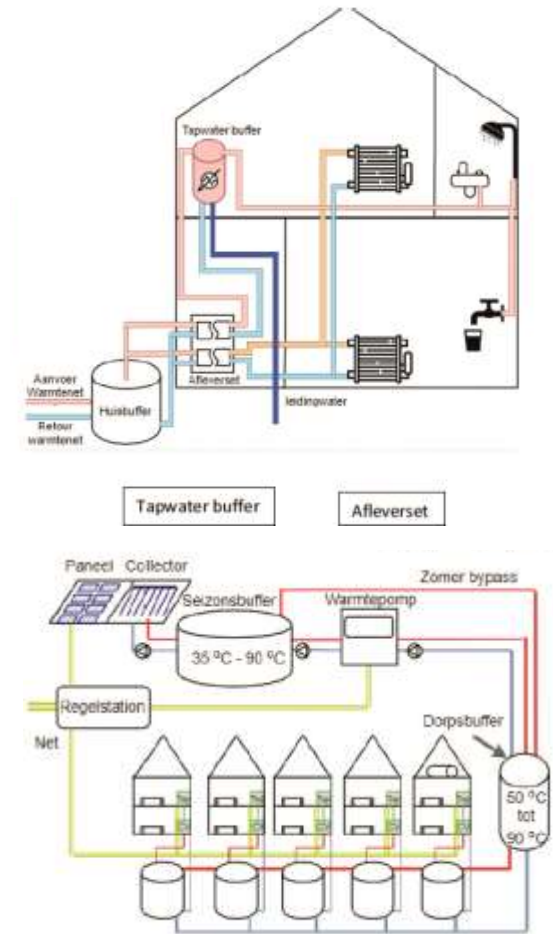 Tapwater buffer
Afleverset
Aanvoer
Warmtenet
Huisbuffer
Retour
warmtenet
leidingwater
Tapwater buffer
Afleverset
Paneel Collector
Zomer bypass
Seizonsbuffer
Warmtepomp
35 °C - 90 °C
Regelstation
Net
Dorpsbuffer
50 °C
tot
90 °C